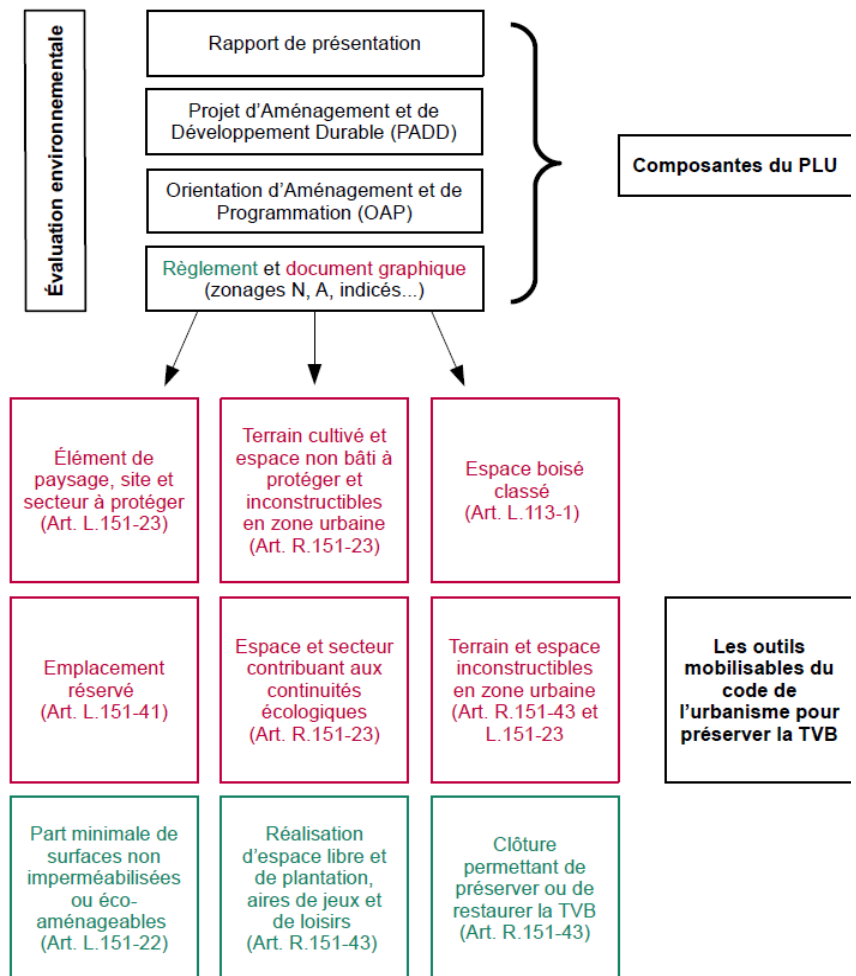 Évaluation environnementale
Rapport de présentation
Projet d'Aménagement et de
Développement Durable (PADD)
Orientation d'Aménagement et de
Programmation (OAP)
Règlement et document graphique
(zonages N, A, indicés...)
Composantes du PLU
Élément de
paysage, site et
secteur à protéger
(Art. L.151-23)
Terrain cultivé et
espace non bâti à
protéger et
inconstructibles
en zone urbaine
(Art. R.151-23)
Espace boisé
classé
(Art. L.113-1)
Emplacement
réservé
(Art. L.151-41)
Espace et secteur
contribuant aux
continuités
écologiques
(Art. R.151-23)
Terrain et espace
inconstructibles
en zone urbaine
(Art. R.151-43 et
L.151-23
Les outils
mobilisables du
code de
l'urbanisme pour
préserver la TVB
Part minimale de
surfaces non
imperméabilisées
ou éco-
aménageables
(Art. L.151-22)
Réalisation
d'espace libre et
de plantation,
aires de jeux et
de loisirs
(Art. R.151-43)
Clôture
permettant de
préserver ou de
restaurer la TVB
(Art. R.151-43)